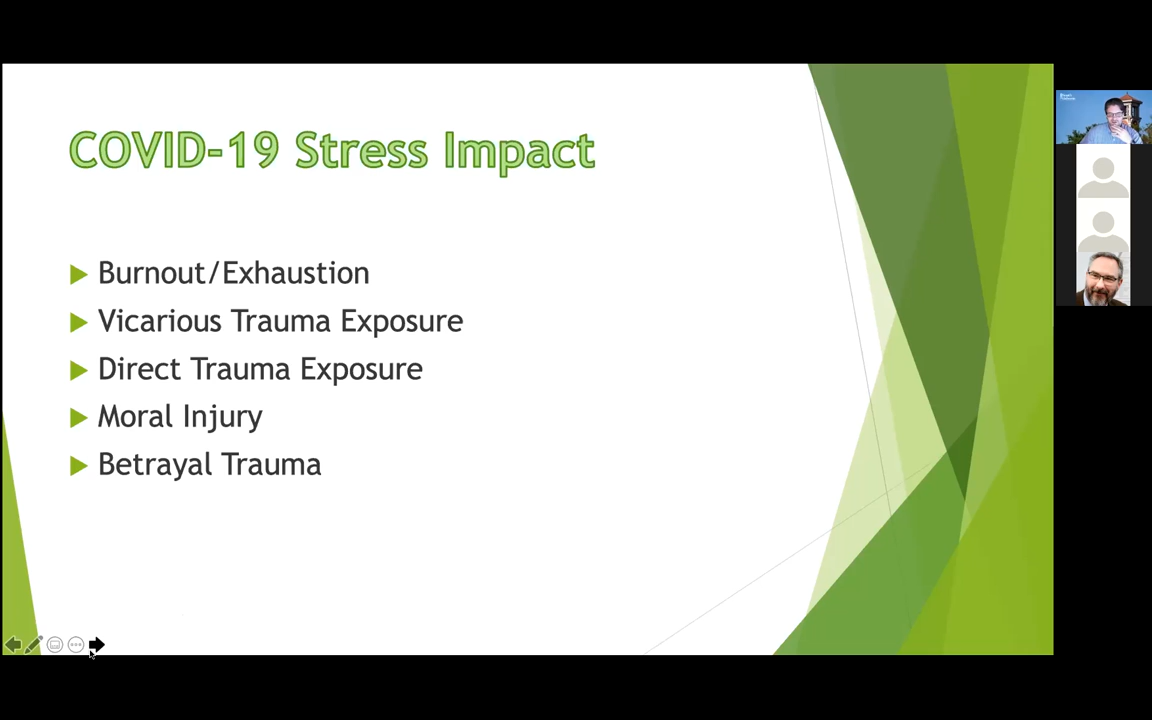 COVID-19 Stress Impact
Burnout/Exhaustion
Vicarious Trauma Exposure
Direct Trauma Exposure
Moral Injury
Betrayal Trauma